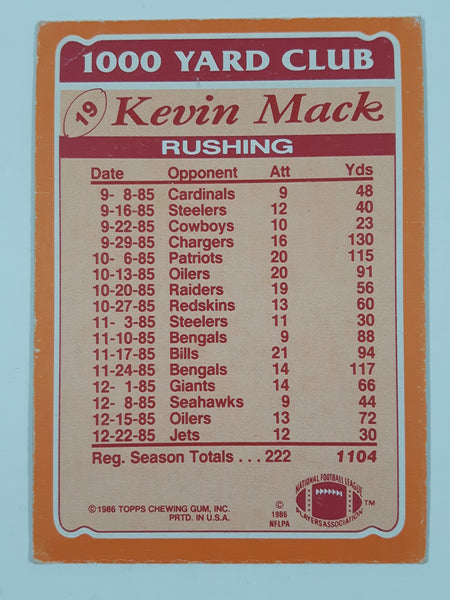 1000 YARD CLUB
19 Kevin Mack
RUSHING
Date Opponent Att Yds
9- 8-85 Cardinals 9 48
9-16-85 Steelers 12 40
9-22-85 Cowboys 10 23
9-29-85 Chargers 16 130
10- 6-85 Patriots 20 115
10-13-85 Oilers 20 91
10-20-85 Raiders 19 56
10-27-85 Redskins 13 60
11- 3-85 Steelers 11 30
11-10-85 Bengals 9 88
11-17-85 Bills 21 94
11-24-85 Bengals 14 117
12- 1-85 Giants 14 66
12- 8-85 Seahawks 9 44
12-15-85 Oilers 13 72
12-22-85 Jets 12 30
Reg. Season Totals . . . 222 1104
© 1986 TOPPS CHEWING GUM, INC.
PRTD. IN U.S.A.
©
1986
NFLPA
NATIONAL FOOTBALL LEAGUE
PLAYERS ASSOCIATION
TM